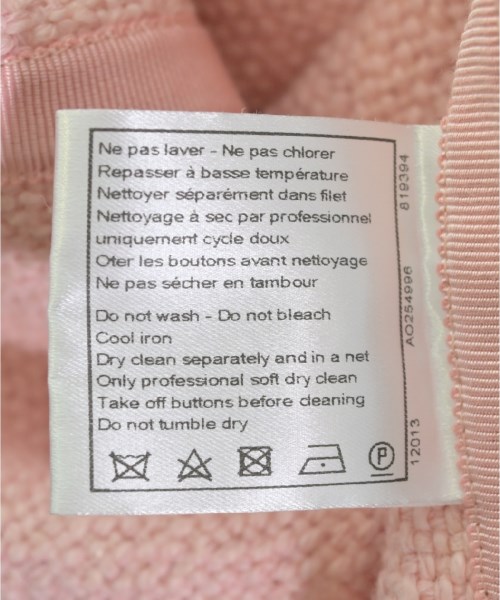 Ne pas laver - Ne pas chlorer
Repasser à basse température
Nettoyer séparément dans filet
Nettoyage à sec par professionnel
uniquement cycle doux
Oter les boutons avant nettoyage
Ne pas sécher en tambour
Do not wash - Do not bleach
Cool iron
Dry clean separately and in a net
Only professional soft dry clean
Take off buttons before cleaning
Do not tumble dry
P
819394
AO254996
12013